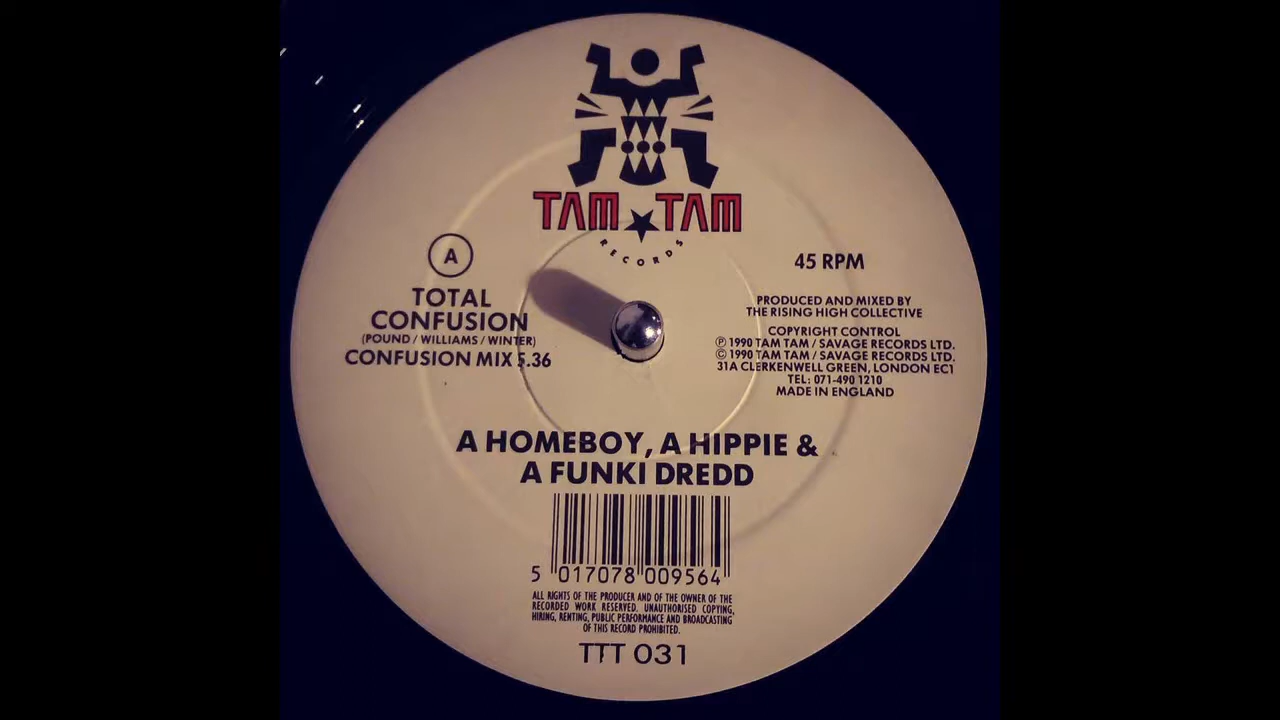 TAM TAM
RECORDS
A
TOTAL
CONFUSION
(POUND / WILLIAMS / WINTER)
CONFUSION MIX 5.36
45 RPM
PRODUCED AND MIXED BY
THE RISING HIGH COLLECTIVE
COPYRIGHT CONTROL
℗ 1990 TAM TAM / SAVAGE RECORDS LTD.
© 1990 TAM TAM / SAVAGE RECORDS LTD.
31A CLERKENWELL GREEN, LONDON EC1
TEL: 071-490 1210
MADE IN ENGLAND
A HOMEBOY, A HIPPIE &
A FUNKI DREDD
5 017078 009564
ALL RIGHTS OF THE PRODUCER AND OF THE OWNER OF THE
RECORDED WORK RESERVED. UNAUTHORISED COPYING,
HIRING, RENTING, PUBLIC PERFORMANCE AND BROADCASTING
OF THIS RECORD PROHIBITED.
TTT 031